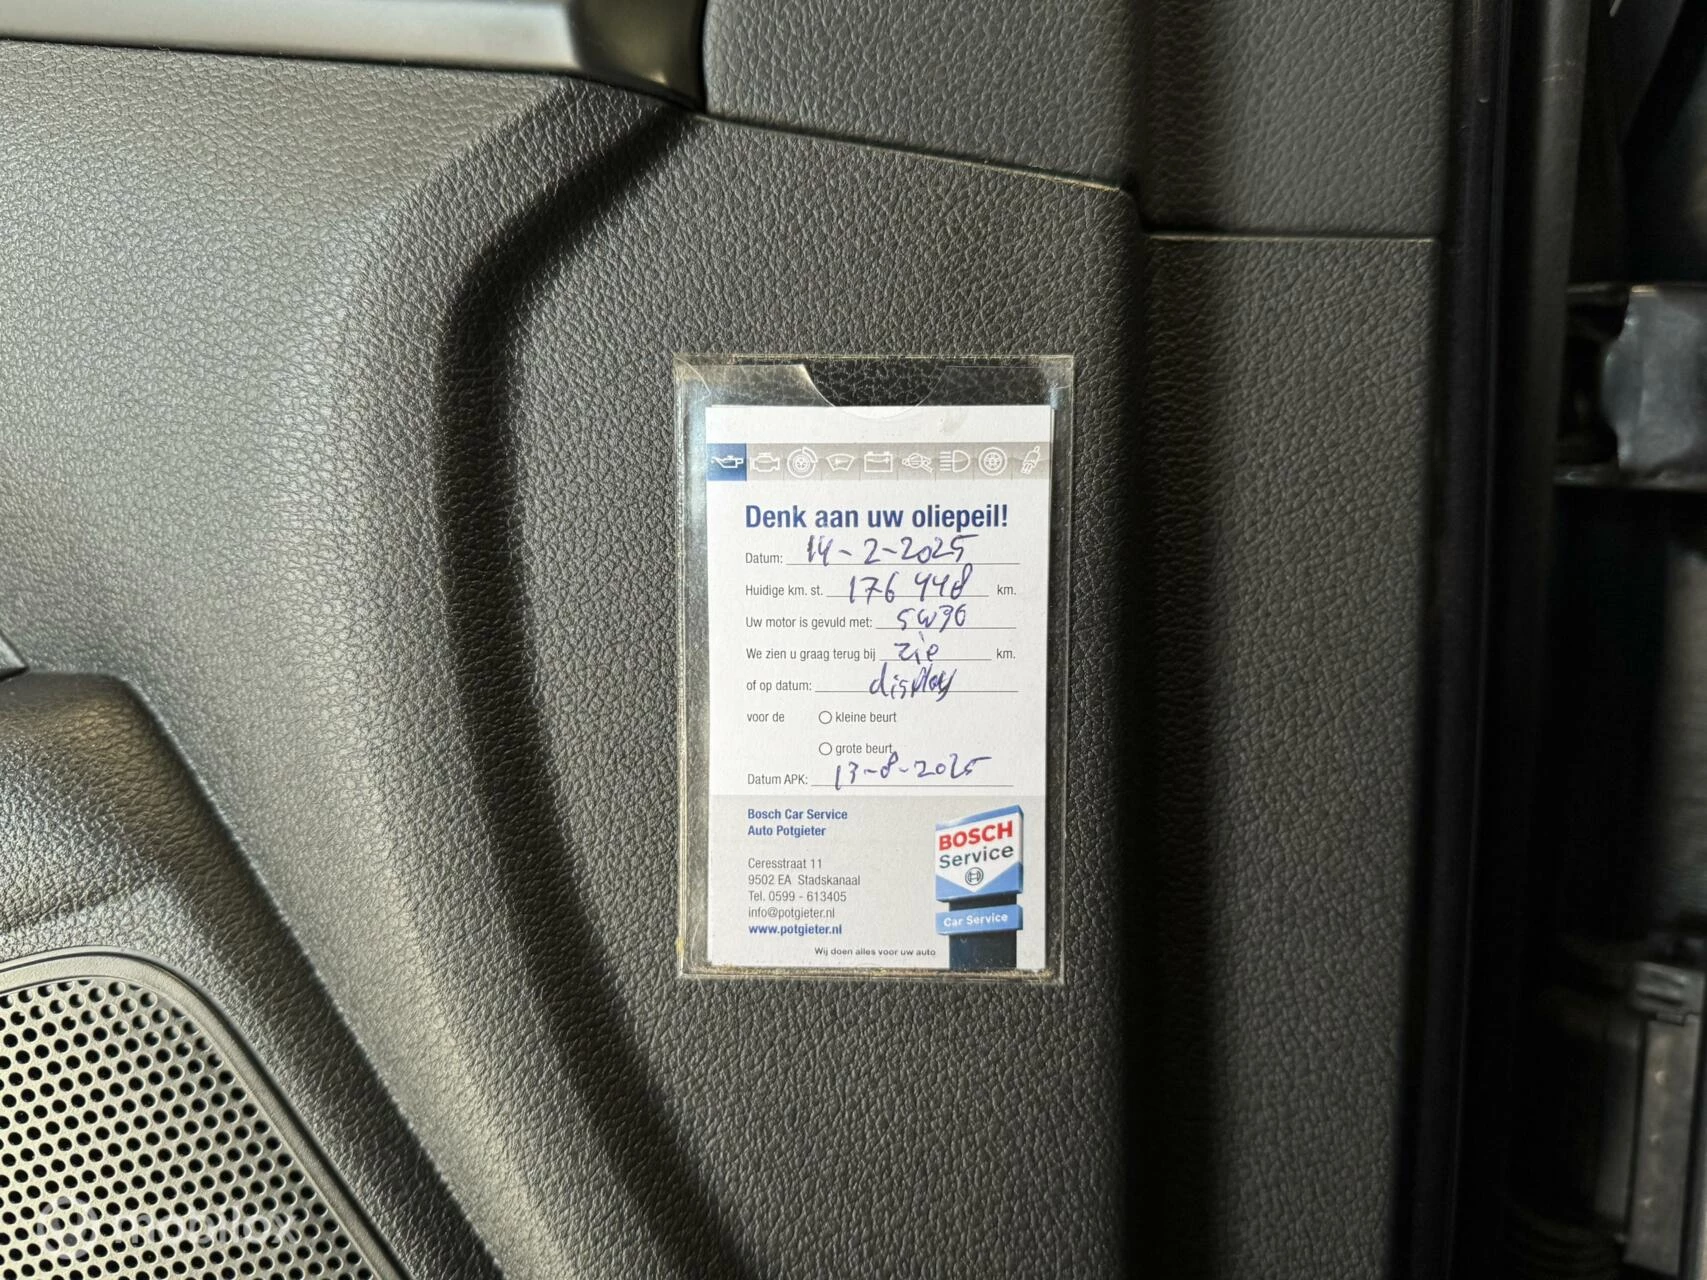 Denk aan uw oliepeil!
Datum: 14-2-2025
Huidige km. st. 176 448 km.
Uw motor is gevuld met: 5w30
We zien u graag terug bij zie km.
of op datum: display
voor de kleine beurt
grote beurt
Datum APK: 13-8-2025
Bosch Car Service
Auto Potgieter
Ceresstraat 11
9502 EA Stadskanaal
Tel. 0599 - 613405
info@potgieter.nl
www.potgieter.nl
BOSCH
Service
Car Service
Wij doen alles voor uw auto
mobilox